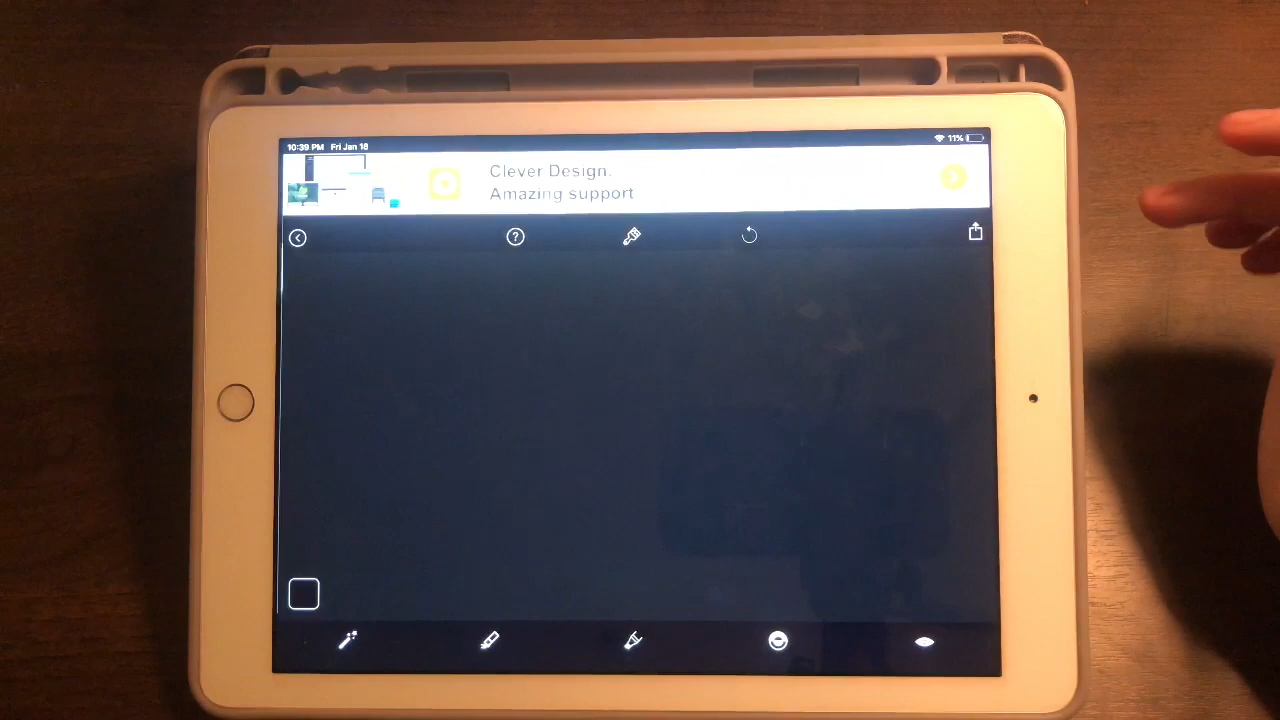 10:39 PM Fri Jan 18
11%
Clever Design.
Amazing support
?